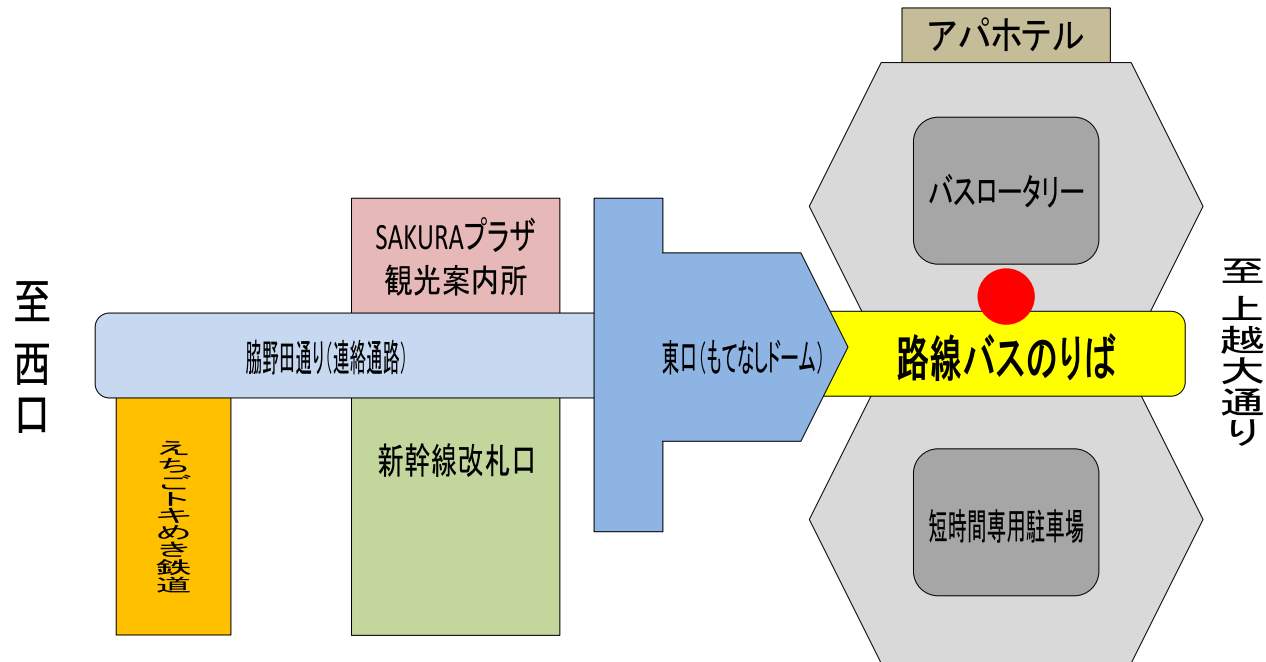 アパホテル
バスロータリー
SAKURAプラザ
観光案内所
至 西口
脇野田通り（連絡通路）
東口（もてなしドーム）
路線バスのりば
至 上越大通り
えちごトキめき鉄道
新幹線改札口
短時間専用駐車場